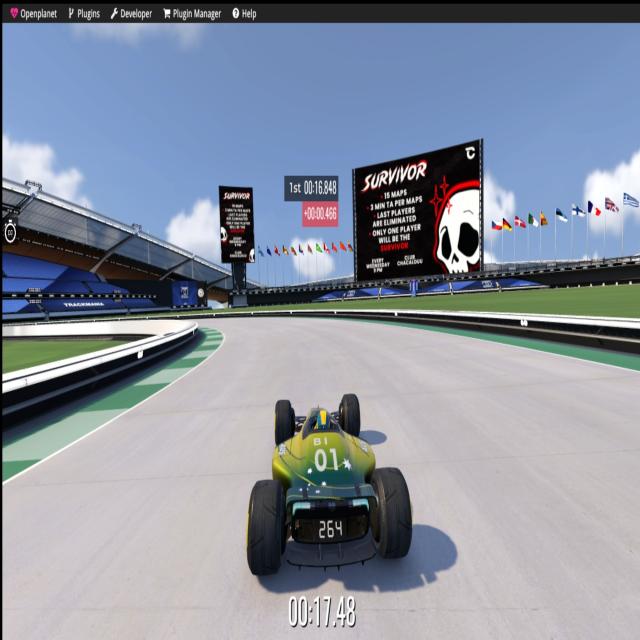 Openplanet Plugins Developer Plugin Manager Help
1st 00:16.848
+00:00.466
SURVIVOR
15 MAPS
3 MIN TA PER MAPS
LAST PLAYERS
ARE ELIMINATED
ONLY ONE PLAYER
WILL BE THE
SURVIVOR
EVERY
WEDNESDAY
9 PM
CLUB
CHACALOUU
SURVIVOR
TRACKMANIA
BI
01
264
00:17.48